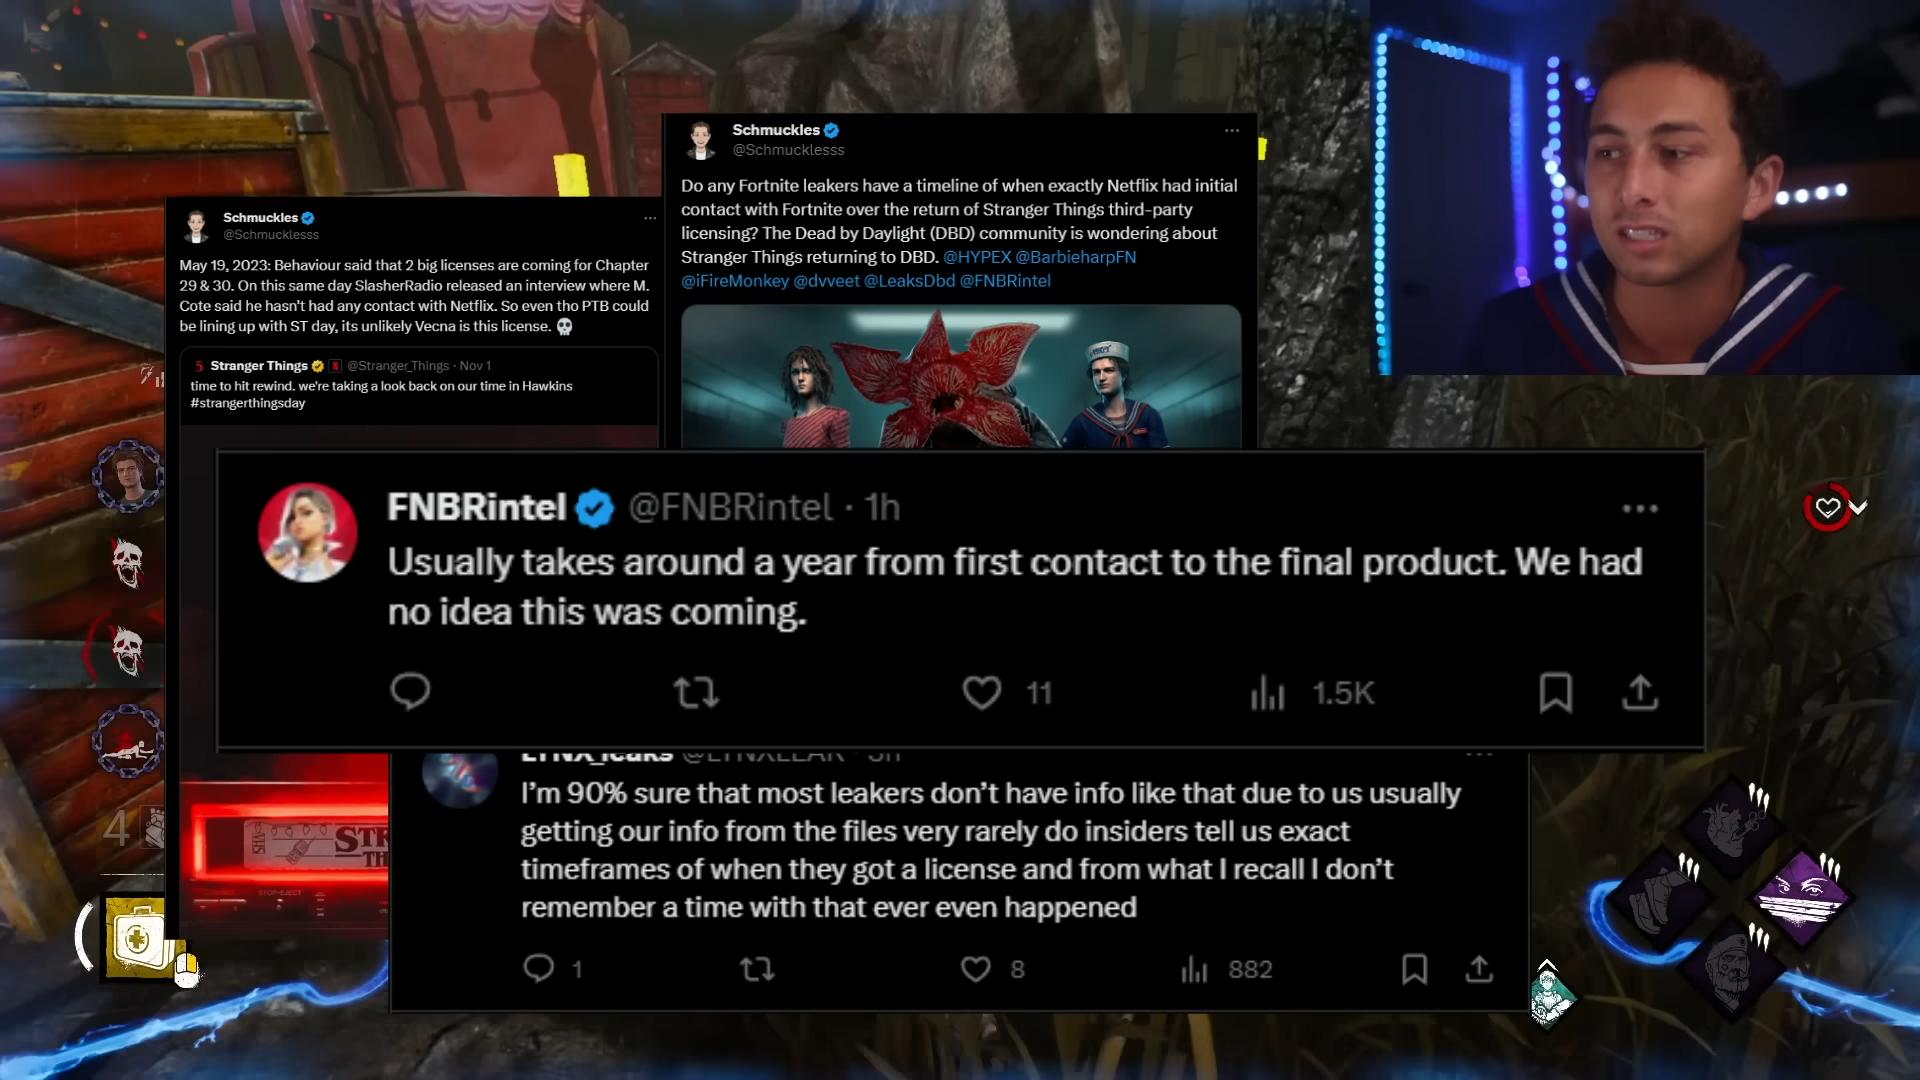 Schmuckles
@Schmucklesss
May 19, 2023: Behaviour said that 2 big licenses are coming for Chapter
29 & 30. On this same day SlasherRadio released an interview where M.
Cote said he hasn't had any contact with Netflix. So even tho PTB could
be lining up with ST day, its unlikely Vecna is this license. 💀
Stranger Things @Stranger_Things · Nov 1
time to hit rewind. we're taking a look back on our time in Hawkins
#strangerthingsday
Schmuckles
@Schmucklesss
Do any Fortnite leakers have a timeline of when exactly Netflix had initial
contact with Fortnite over the return of Stranger Things third-party
licensing? The Dead by Daylight (DBD) community is wondering about
Stranger Things returning to DBD. @HYPEX @BarbieharpFN
@iFireMonkey @dvveet @LeaksDbd @FNBRintel
FNBRintel @FNBRintel · 1h
Usually takes around a year from first contact to the final product. We had
no idea this was coming.
11 1.5K
LYNX_leaks
I'm 90% sure that most leakers don't have info like that due to us usually
getting our info from the files very rarely do insiders tell us exact
timeframes of when they got a license and from what I recall I don't
remember a time with that ever even happened
1 8 882
4